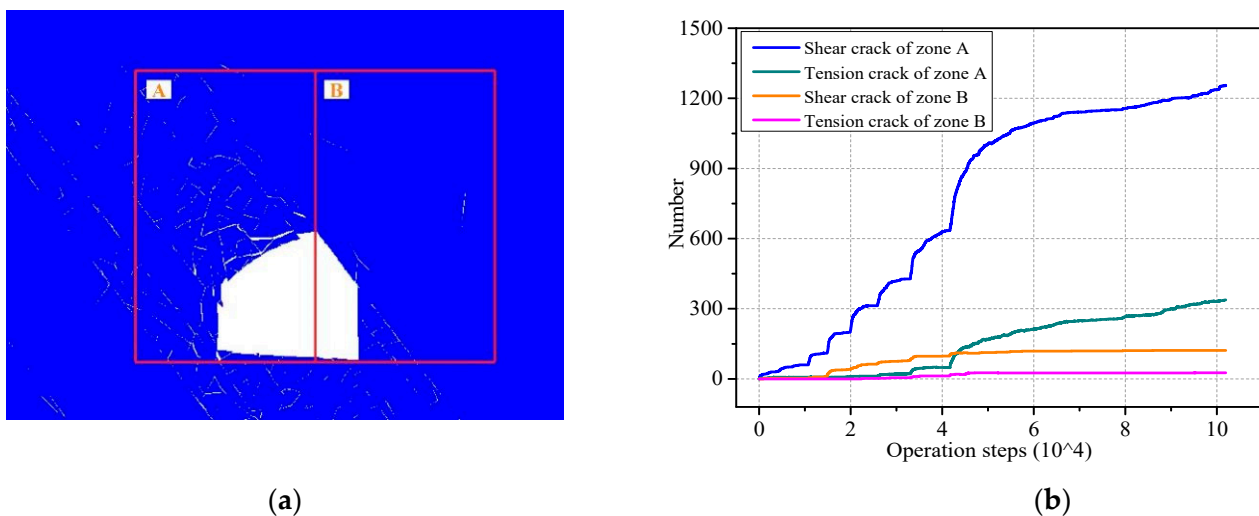 A
B
1500
1200
900
600
300
0
Number
Shear crack of zone A
Tension crack of zone A
Shear crack of zone B
Tension crack of zone B
0 2 4 6 8 10
Operation steps (10^4)
(a)
(b)